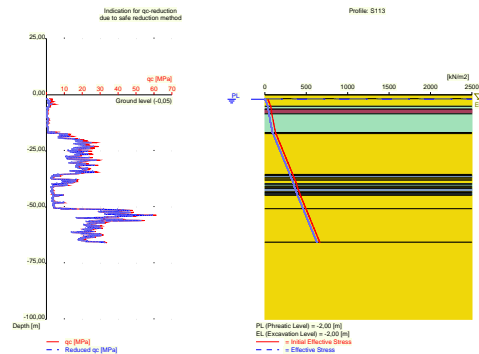 Indication for qc-reduction
due to safe reduction method
25,00
qc [MPa]
0,00
0 10 20 30 40 50 60 70
Ground level (-0,05)
-25,00
-50,00
-75,00
-100,00
Depth [m]
qc [MPa]
Reduced qc [MPa]
Profile: S113
[kN/m2]
0 500 1000 1500 2000 2500
PL
E
PL (Phreatic Level) = -2,00 [m]
EL (Excavation Level) = -2,00 [m]
= Initial Effective Stress
= Effective Stress